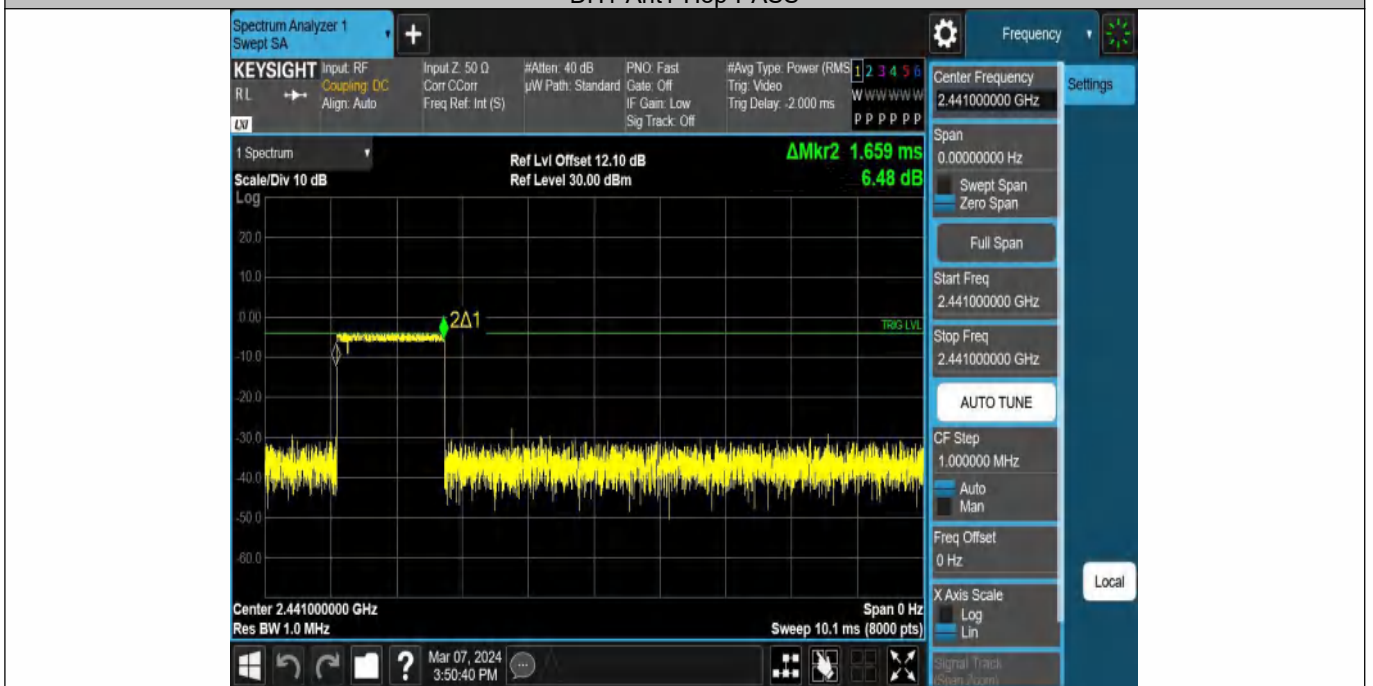 Spectrum Analyzer 1
Swept SA
Frequency
KEYSIGHT
RL
LXI
Input: RF
Coupling: DC
Align: Auto
Input Z: 50 Ω
Corr CCorr
Freq Ref: Int (S)
#Atten: 40 dB
µW Path: Standard
PNO: Fast
Gate: Off
IF Gain: Low
Sig Track: Off
#Avg Type: Power (RMS
Trig: Video
Trig Delay: -2.000 ms
1 2 3 4 5 6
W W W W W W
P P P P P P
1 Spectrum
Scale/Div 10 dB
Ref Lvl Offset 12.10 dB
Ref Level 30.00 dBm
ΔMkr2 1.659 ms
6.48 dB
Log
20.0
10.0
0.00
-10.0
-20.0
-30.0
-40.0
-50.0
-60.0
2Δ1
TRIG LVL
Center 2.441000000 GHz
Res BW 1.0 MHz
Span 0 Hz
Sweep 10.1 ms (8000 pts)
Mar 07, 2024
3:50:40 PM
Center Frequency
2.441000000 GHz
Settings
Span
0.00000000 Hz
Swept Span
Zero Span
Full Span
Start Freq
2.441000000 GHz
Stop Freq
2.441000000 GHz
AUTO TUNE
CF Step
1.000000 MHz
Auto
Man
Freq Offset
0 Hz
X Axis Scale
Log
Lin
Local
Signal Track
(Span Zoom)